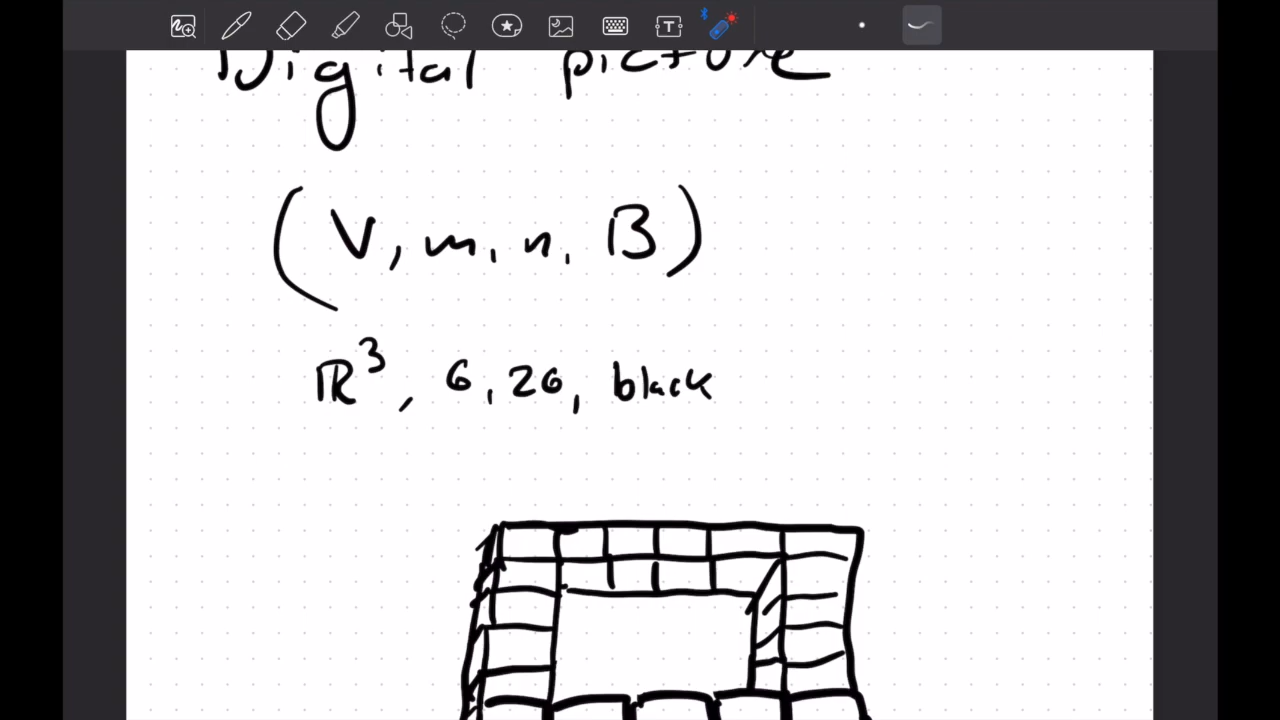 Digital picture
(V, m, n, B)
ℝ³, 6, 26, black